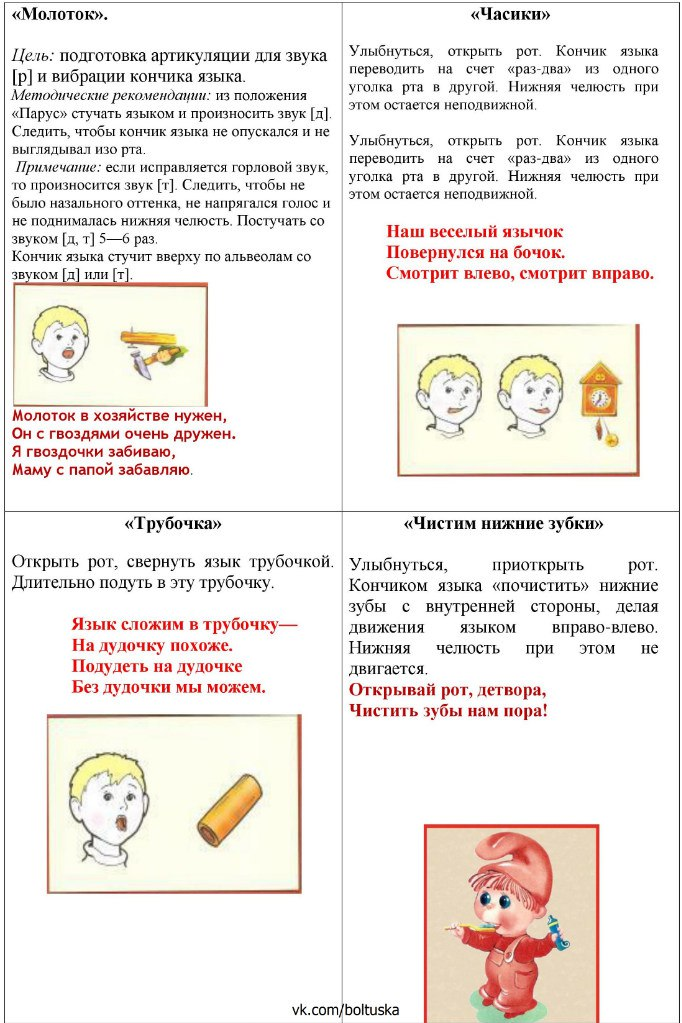 «Молоток».
Цель: подготовка артикуляции для звука
[р] и вибрации кончика языка.
Методические рекомендации: из положения
«Парус» стучать языком и произносить звук [д].
Следить, чтобы кончик языка не опускался и не
выглядывал изо рта.
Примечание: если исправляется горловой звук,
то произносится звук [т]. Следить, чтобы не
было назального оттенка, не напрягался голос и
не поднималась нижняя челюсть. Постучать со
звуком [д, т] 5—6 раз.
Кончик языка стучит вверху по альвеолам со
звуком [д] или [т].
Молоток в хозяйстве нужен,
Он с гвоздями очень дружен.
Я гвоздочки забиваю,
Маму с папой забавляю.
«Часики»
Улыбнуться, открыть рот. Кончик языка
переводить на счет «раз-два» из одного
уголка рта в другой. Нижняя челюсть при
этом остается неподвижной.
Улыбнуться, открыть рот. Кончик языка
переводить на счет «раз-два» из одного
уголка рта в другой. Нижняя челюсть при
этом остается неподвижной.
Наш веселый язычок
Повернулся на бочок.
Смотрит влево, смотрит вправо.
«Трубочка»
Открыть рот, свернуть язык трубочкой.
Длительно подуть в эту трубочку.
Язык сложим в трубочку—
На дудочку похоже.
Подудеть на дудочке
Без дудочки мы можем.
«Чистим нижние зубки»
Улыбнуться, приоткрыть рот.
Кончиком языка «почистить» нижние
зубы с внутренней стороны, делая
движения языком вправо-влево.
Нижняя челюсть при этом не
двигается.
Открывай рот, детвора,
Чистить зубы нам пора!
vk.com/boltuska